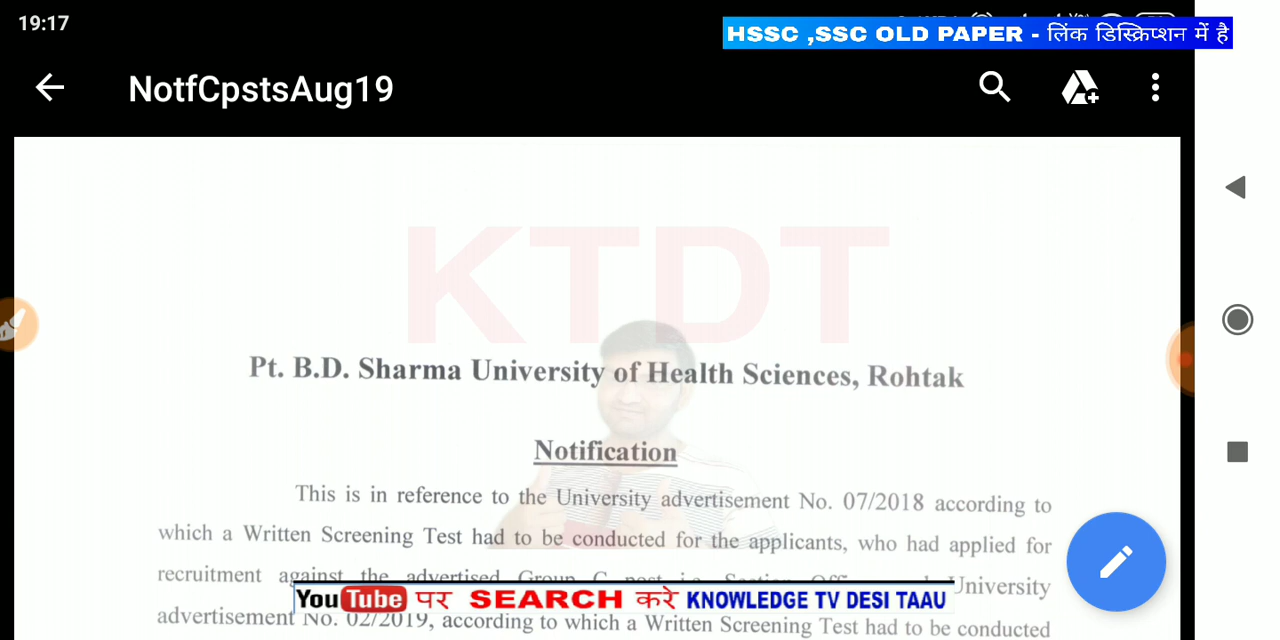 19:17
HSSC ,SSC OLD PAPER - लिंक डिस्क्रिप्शन में है
NotfCpstsAug19
KTDT
Pt. B.D. Sharma University of Health Sciences, Rohtak
Notification
This is in reference to the University advertisement No. 07/2018 according to
which a Written Screening Test had to be conducted for the applicants, who had applied for
recruitment against the advertised Group C post i.e. University
advertisement No. 02/2019, according to which a Written Screening Test had to be conducted
YouTube पर SEARCH करे KNOWLEDGE TV DESI TAAU